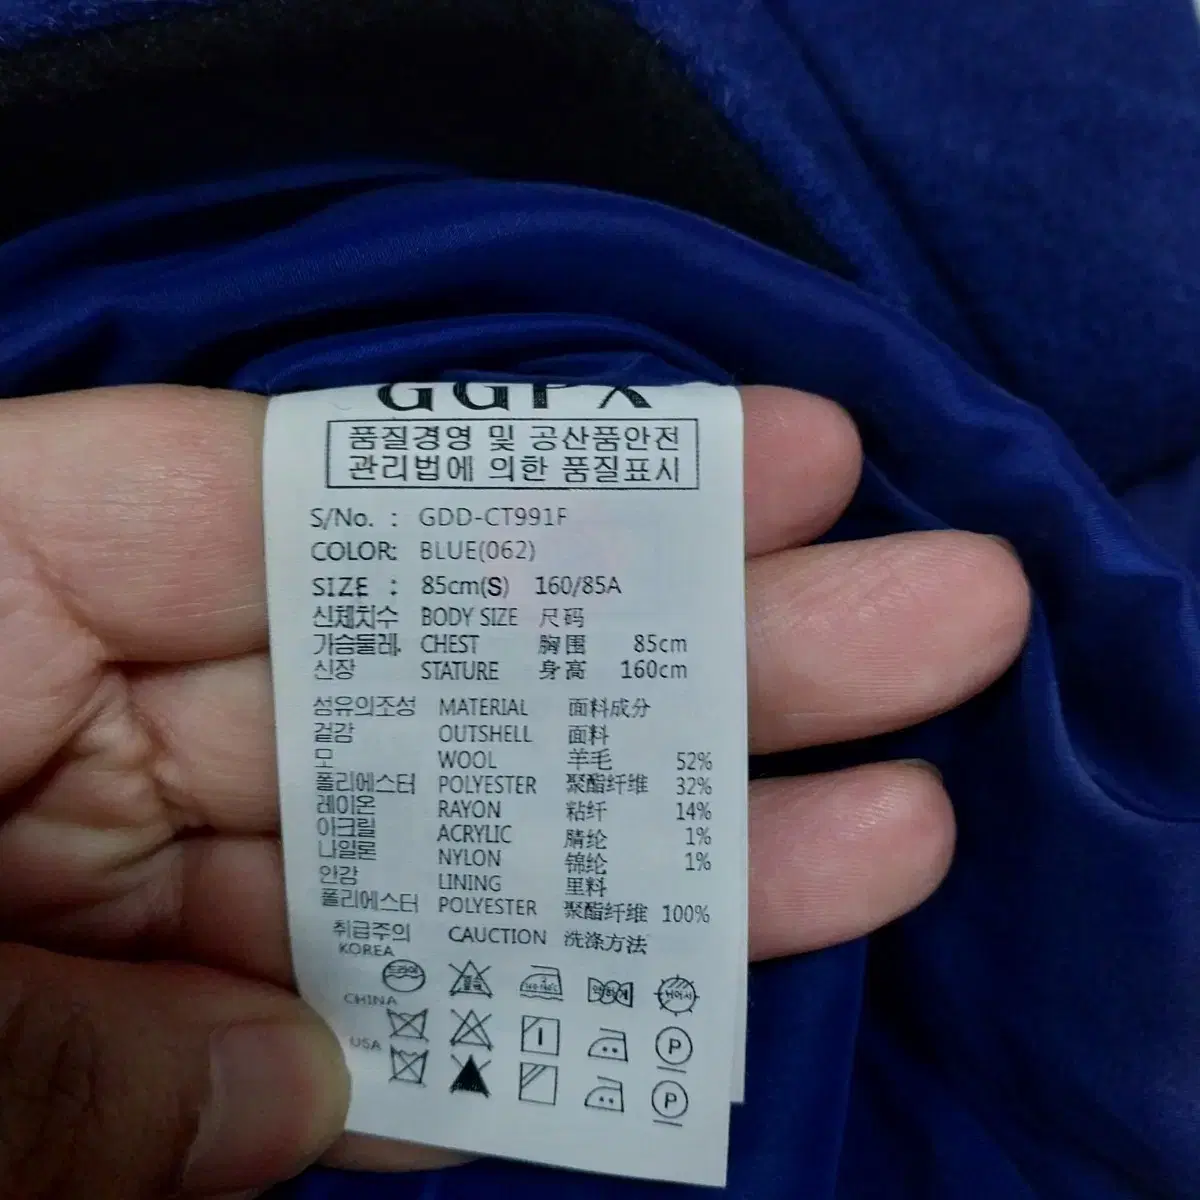 GGPX
품질경영 및 공산품안전
관리법에 의한 품질표시
S/No. : GDD-CT991F
COLOR: BLUE(062)
SIZE : 85cm(S) 160/85A
신체치수 BODY SIZE 尺码
가슴둘레. CHEST 胸围 85cm
신장 STATURE 身高 160cm
섬유의조성 MATERIAL 面料成分
겉감 OUTSHELL 面料
모 WOOL 羊毛 52%
폴리에스터 POLYESTER 聚酯纤维 32%
레이온 RAYON 粘纤 14%
아크릴 ACRYLIC 腈纶 1%
나일론 NYLON 锦纶 1%
안감 LINING 里料
폴리에스터 POLYESTER 聚酯纤维 100%
취급주의 CAUCTION 洗涤方法
KOREA
드라이
CHINA
USA
P
P